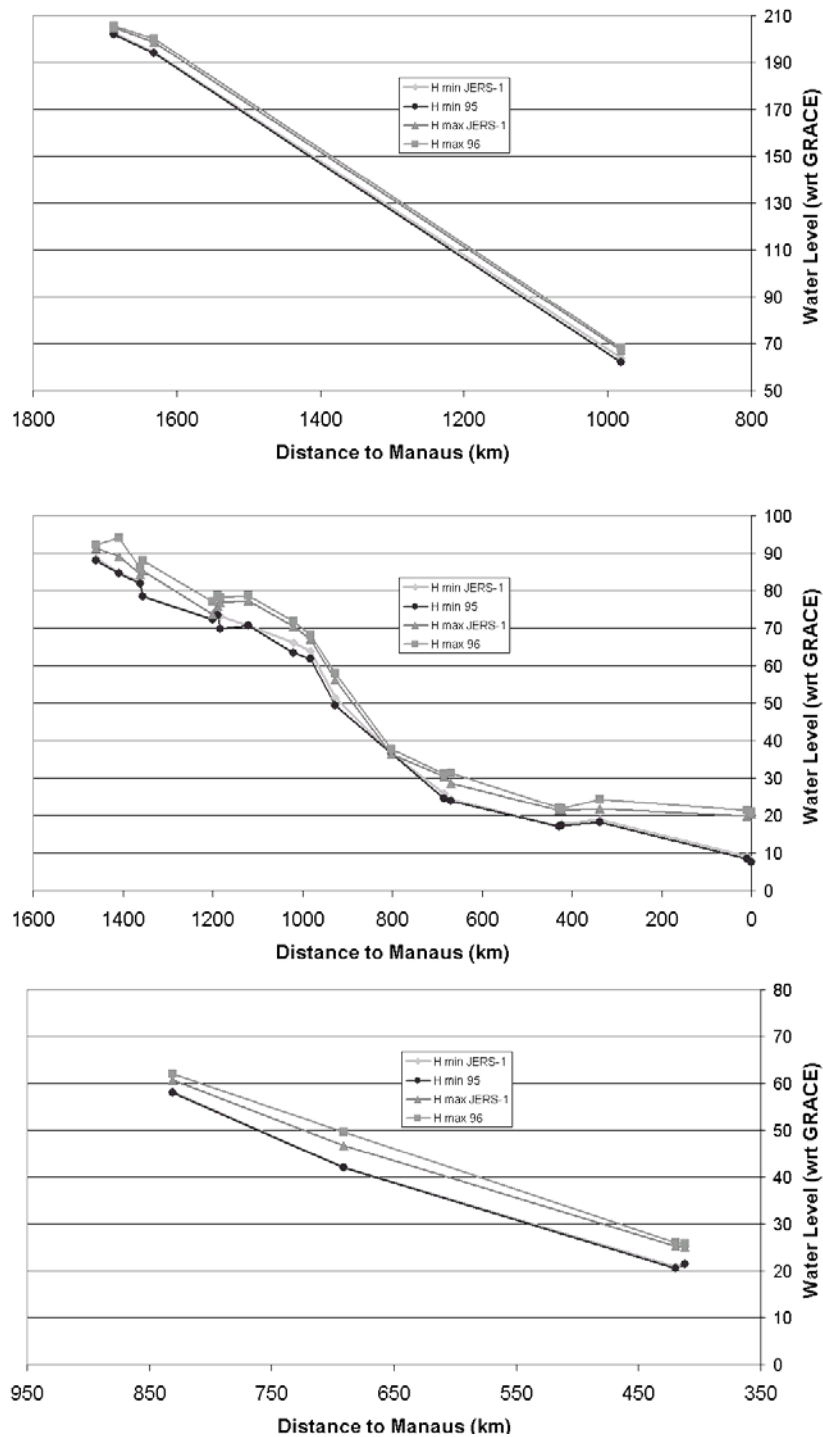 210
190
170
150
130
110
90
70
50
Water Level (wrt GRACE)
H min JERS-1
H min 95
H max JERS-1
H max 96
1800 1600 1400 1200 1000 800
Distance to Manaus (km)
100
90
80
70
60
50
40
30
20
10
0
Water Level (wrt GRACE)
H min JERS-1
H min 95
H max JERS-1
H max 96
1600 1400 1200 1000 800 600 400 200 0
Distance to Manaus (km)
80
70
60
50
40
30
20
10
0
Water Level (wrt GRACE)
H min JERS-1
H min 95
H max JERS-1
H max 96
950 850 750 650 550 450 350
Distance to Manaus (km)